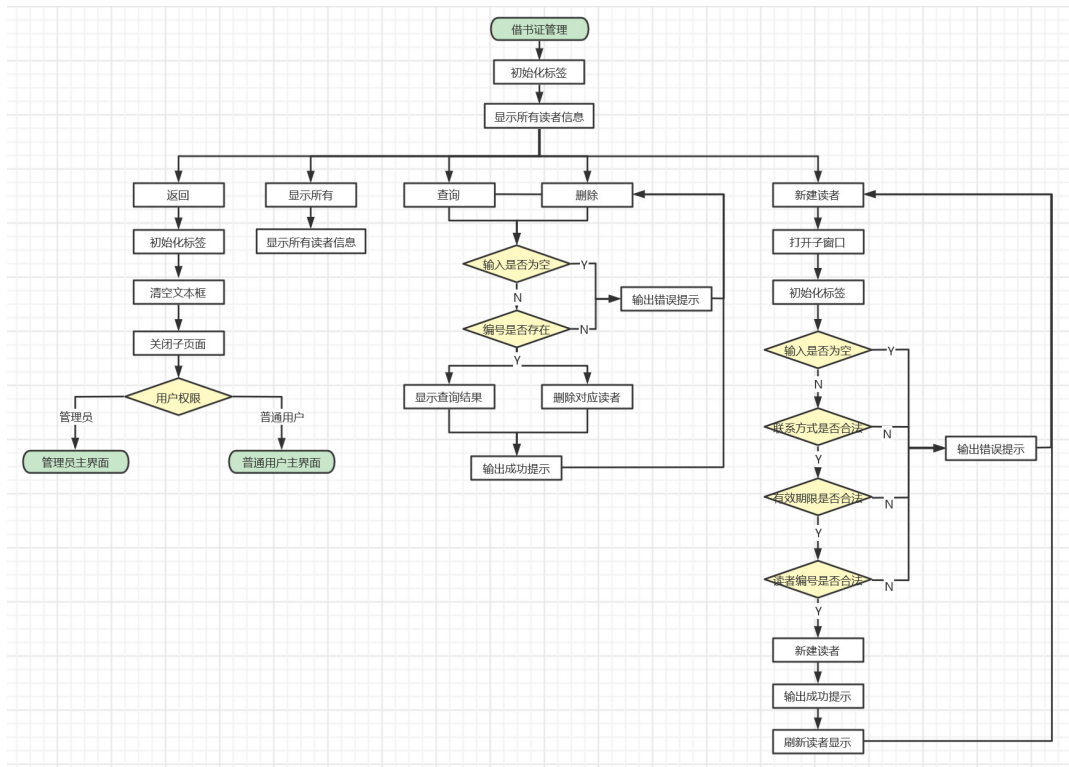 借书证管理
初始化标签
显示所有读者信息
返回
显示所有
查询
删除
新建读者
初始化标签
显示所有读者信息
清空文本框
关闭子页面
用户权限
管理员
普通用户
管理员主界面
普通用户主界面
输入是否为空
Y
N
输出错误提示
编号是否存在
N
Y
显示查询结果
删除对应读者
输出成功提示
打开子窗口
初始化标签
输入是否为空
Y
N
联系方式是否合法
N
Y
输出错误提示
有效期限是否合法
N
Y
读者编号是否合法
N
Y
新建读者
输出成功提示
刷新读者显示